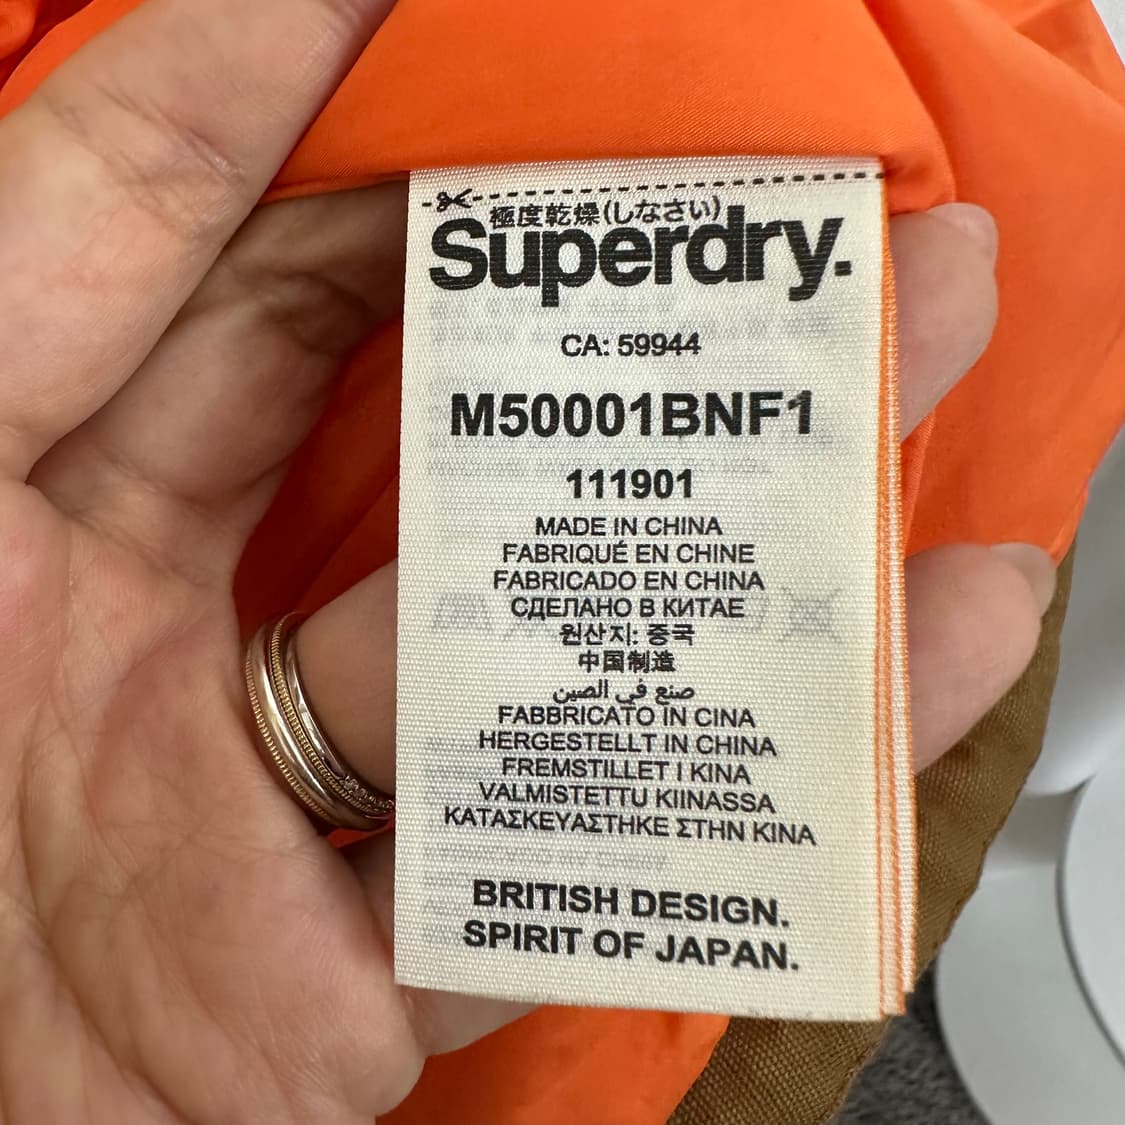 極度乾燥(しなさい)
Superdry.
CA: 59944
M50001BNF1
111901
MADE IN CHINA
FABRIQUÉ EN CHINE
FABRICADO EN CHINA
СДЕЛАНО В КИТАЕ
원산지: 중국
中国制造
صنع في الصين
FABBRICATO IN CINA
HERGESTELLT IN CHINA
FREMSTILLET I KINA
VALMISTETTU KIINASSA
ΚΑΤΑΣΚΕΥΑΣΤΗΚΕ ΣΤΗΝ ΚΙΝΑ
BRITISH DESIGN.
SPIRIT OF JAPAN.